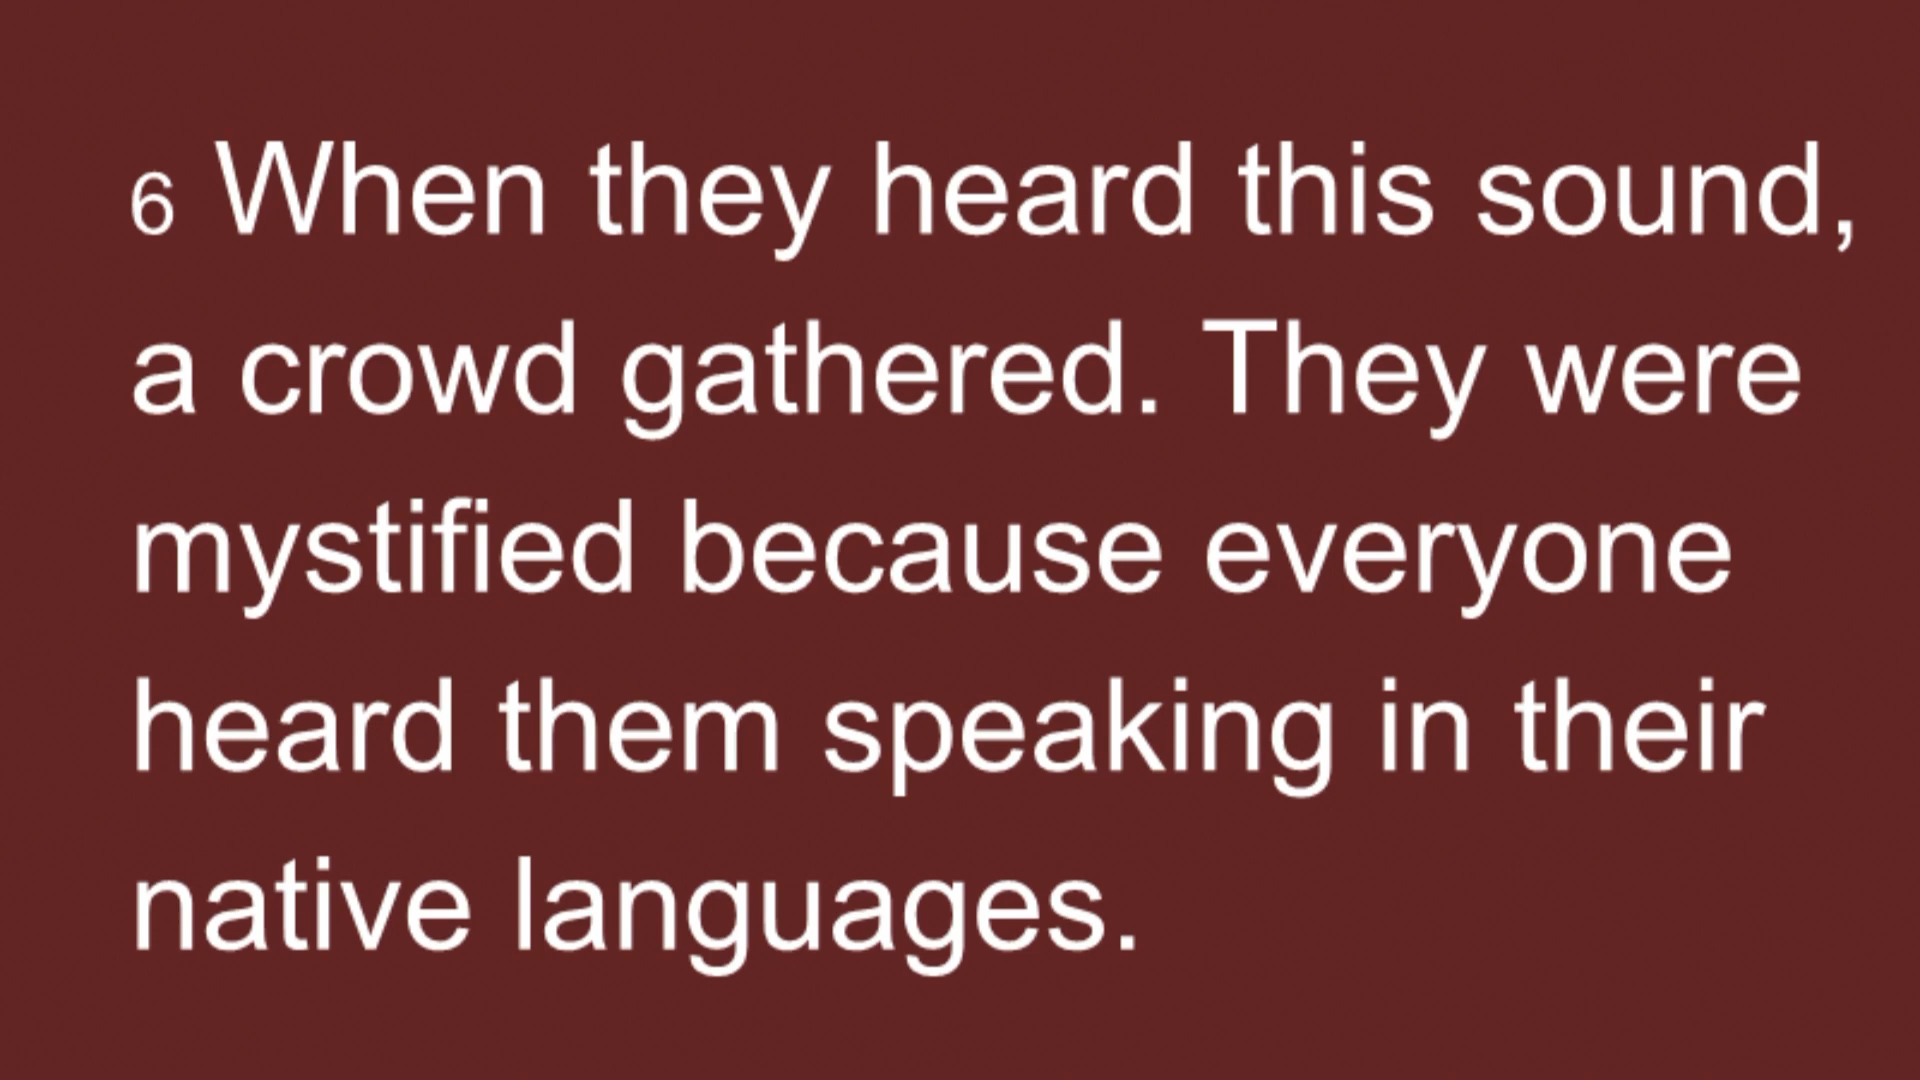 6 When they heard this sound,
a crowd gathered. They were
mystified because everyone
heard them speaking in their
native languages.